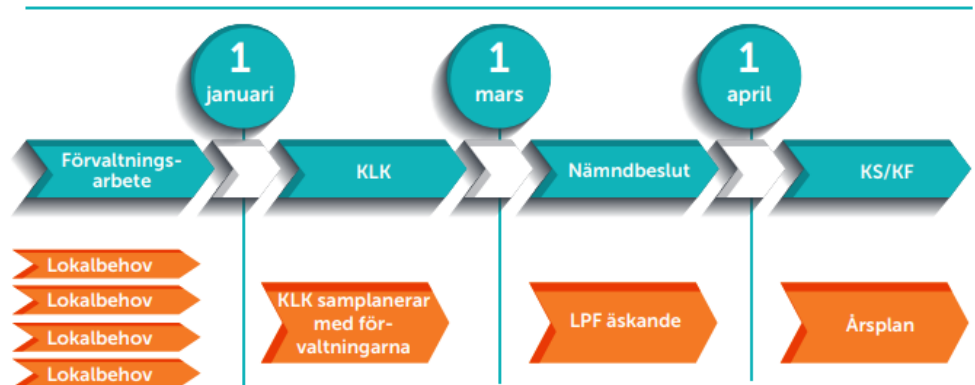 1
januari
1
mars
1
april
Förvaltnings-
arbete
KLK
Nämndbeslut
KS/KF
Lokalbehov
Lokalbehov
Lokalbehov
Lokalbehov
KLK samplanerar
med för-
valtningarna
LPF äskande
Årsplan